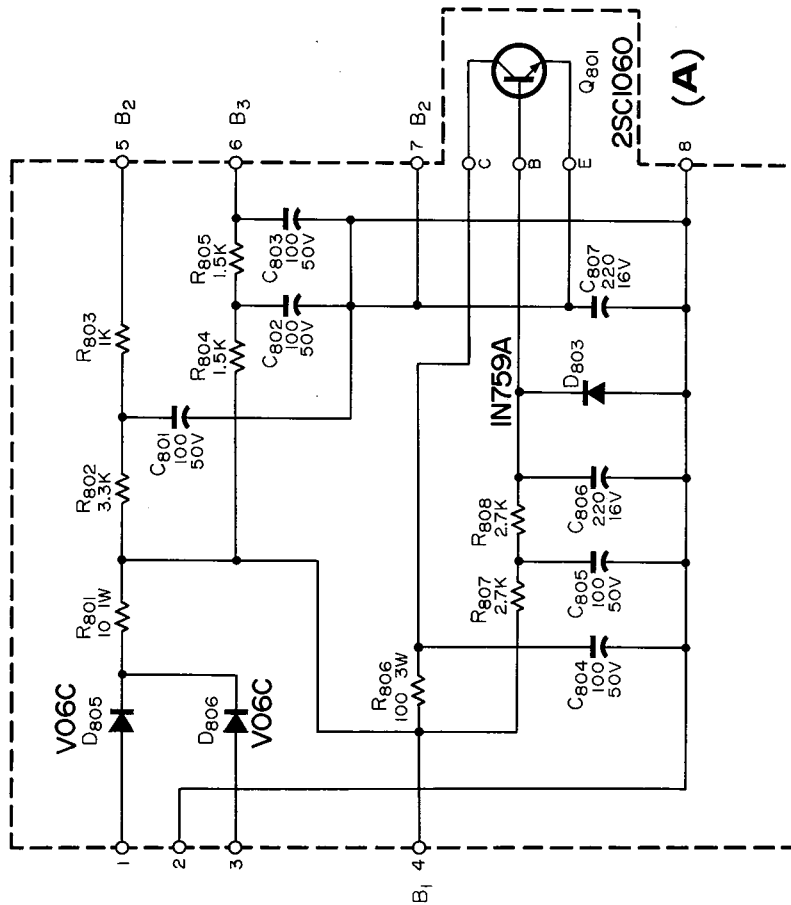 V06C
D805
D806
V06C
R801
10 1W
R802
3.3K
R803
1K
C801
100
50V
R804
1.5K
R805
1.5K
C802
100
50V
C803
100
50V
R806
100 3W
R807
2.7K
R808
2.7K
C804
100
50V
C805
100
50V
C806
220
16V
IN759A
D803
C807
220
16V
Q801
2SC1060
(A)
1
2
3
4
B1
5 B2
6 B3
7 B2
C
B
E
8